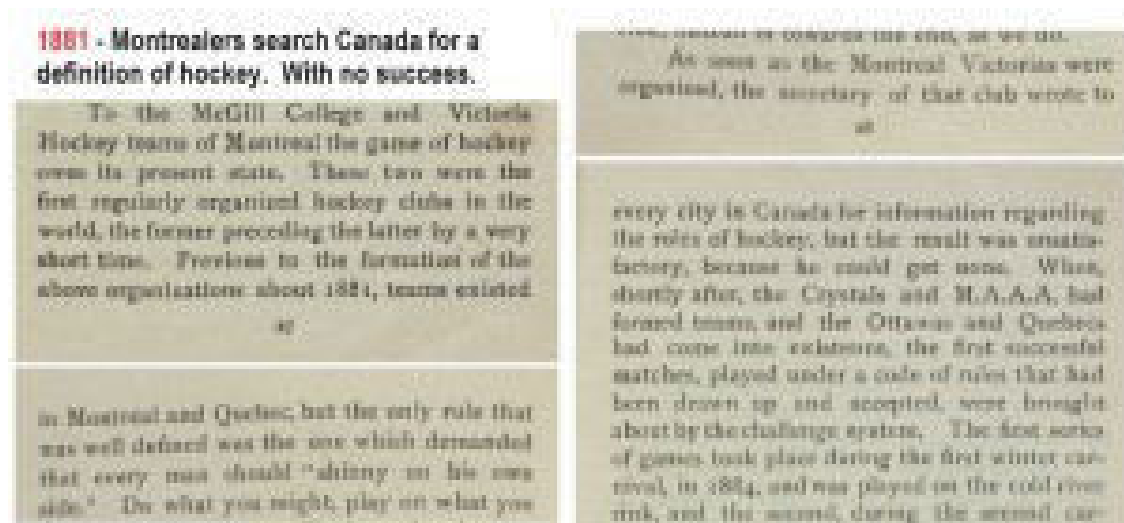 1881 - Montrealers search Canada for a
definition of hockey. With no success.
To the McGill College and Victoria
Hockey teams of Montreal the game of hockey
owes its present state. These two were the
first regularly organized hockey clubs in the
world, the former preceding the latter by a very
short time. Previous to the formation of the
above organizations about 1881, teams existed
in Montreal and Quebec, but the only rule that
was well defined was the one which demanded
that every man should "shinny on his own
side." Do what you might, play on what you
towards the end, as we do.
As soon as the Montreal Victorias were
organized, the secretary of that club wrote to
every city in Canada for information regarding
the rules of hockey, but the result was unsatis-
factory, because he could get none. When,
shortly after, the Crystals and M.A.A.A. had
formed teams, and the Ottawas and Quebecs
had come into existence, the first successful
matches, played under a code of rules that had
been drawn up and accepted, were brought
about by the challenge system. The first series
of games took place during the first winter car-
nival, in 1884, and was played on the cold river
rink, and the second, during the second car-